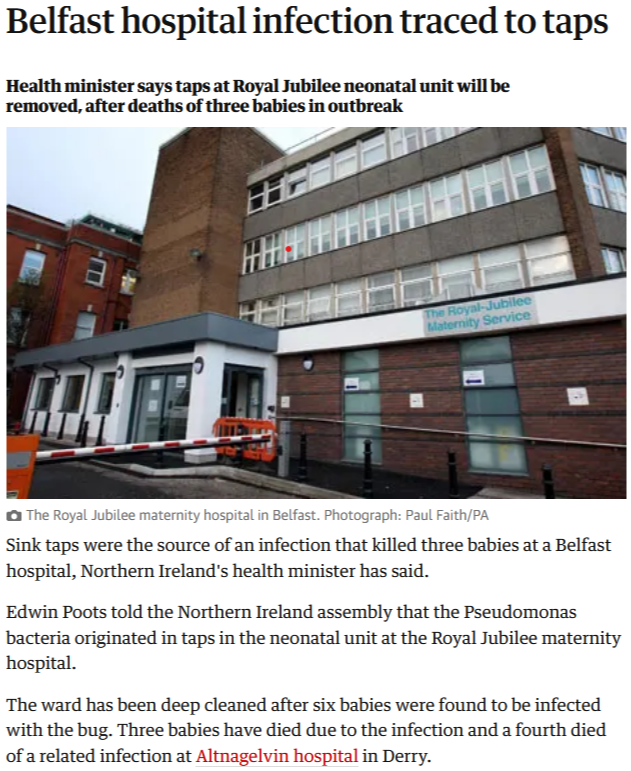 Belfast hospital infection traced to taps
Health minister says taps at Royal Jubilee neonatal unit will be
removed, after deaths of three babies in outbreak
The Royal-Jubilee
Maternity Service
The Royal Jubilee maternity hospital in Belfast. Photograph: Paul Faith/PA
Sink taps were the source of an infection that killed three babies at a Belfast
hospital, Northern Ireland's health minister has said.
Edwin Poots told the Northern Ireland assembly that the Pseudomonas
bacteria originated in taps in the neonatal unit at the Royal Jubilee maternity
hospital.
The ward has been deep cleaned after six babies were found to be infected
with the bug. Three babies have died due to the infection and a fourth died
of a related infection at Altnagelvin hospital in Derry.